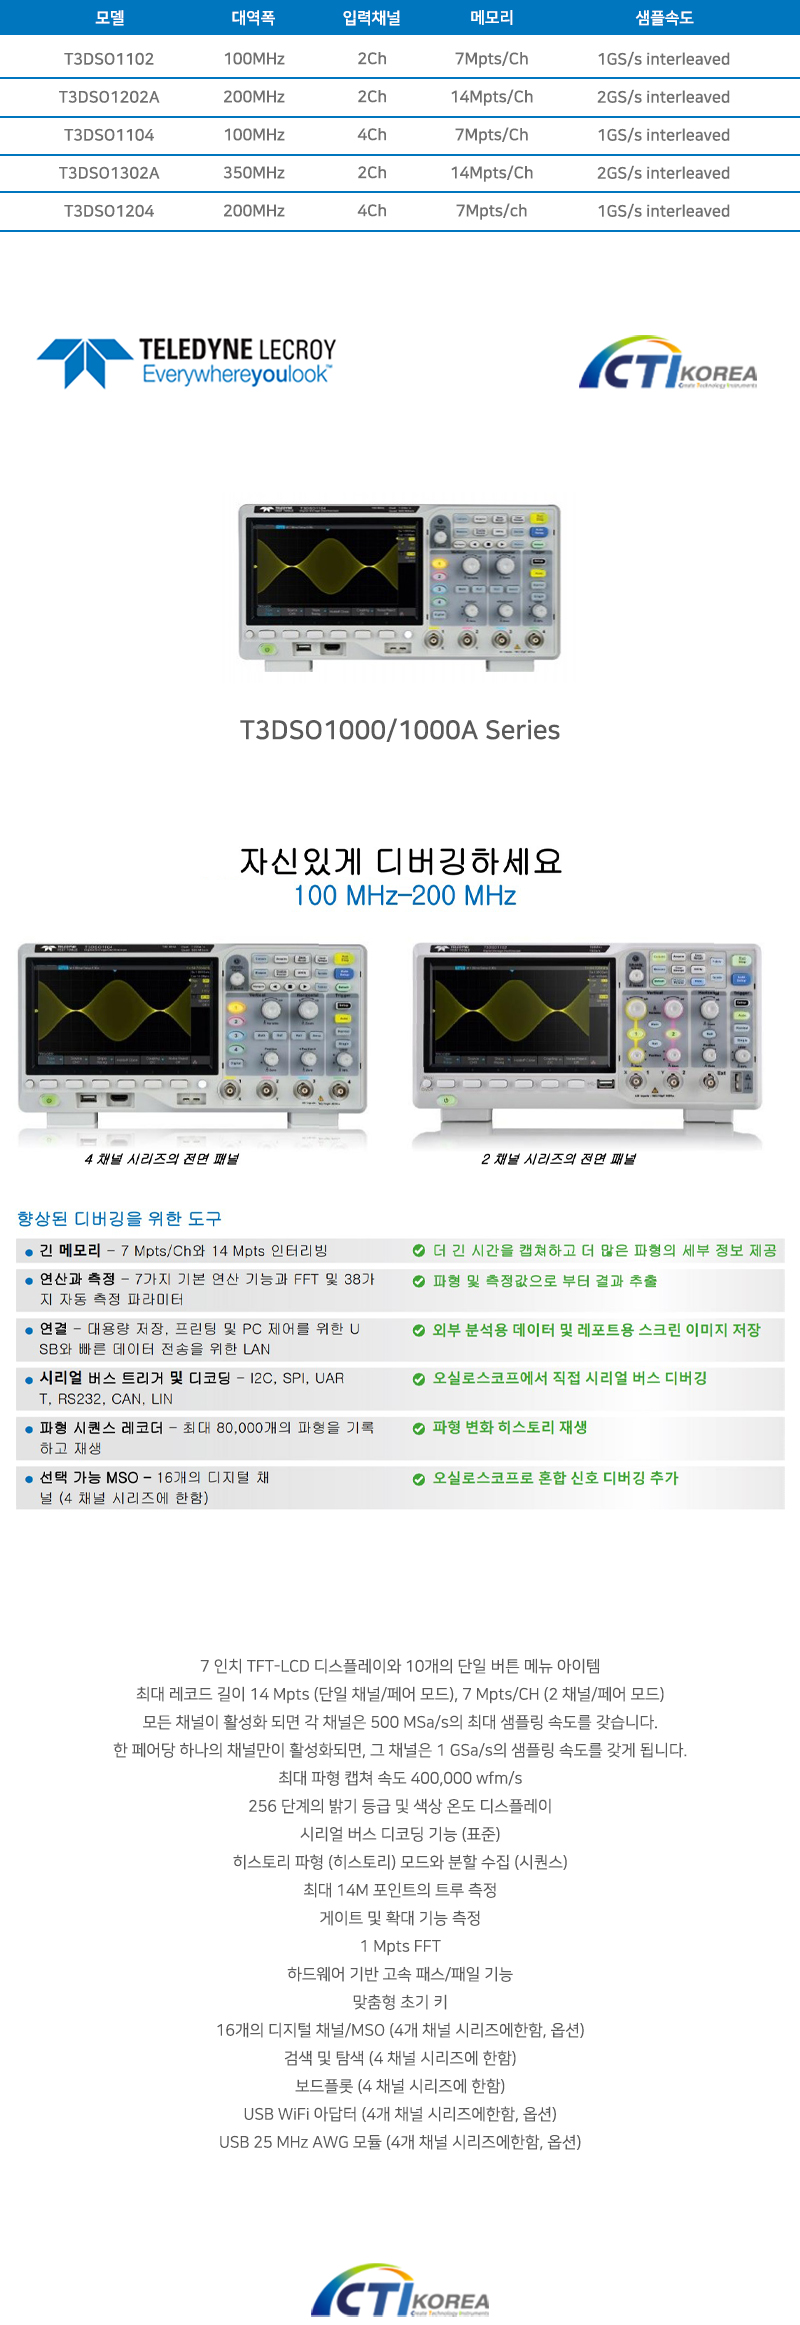 모델 대역폭 입력채널 메모리 샘플속도
T3DSO1102 100MHz 2Ch 7Mpts/Ch 1GS/s interleaved
T3DSO1202A 200MHz 2Ch 14Mpts/Ch 2GS/s interleaved
T3DSO1104 100MHz 4Ch 7Mpts/Ch 1GS/s interleaved
T3DSO1302A 350MHz 2Ch 14Mpts/Ch 2GS/s interleaved
T3DSO1204 200MHz 4Ch 7Mpts/ch 1GS/s interleaved
TELEDYNE LECROY
Everywhereyoulook™
CTI KOREA
Create Technology Instruments
T3DSO1000/1000A Series
자신있게 디버깅하세요
100 MHz–200 MHz
4 채널 시리즈의 전면 패널
2 채널 시리즈의 전면 패널
향상된 디버깅을 위한 도구
● 긴 메모리 – 7 Mpts/Ch와 14 Mpts 인터리빙
더 긴 시간을 캡쳐하고 더 많은 파형의 세부 정보 제공
● 연산과 측정 – 7가지 기본 연산 기능과 FFT 및 38가
지 자동 측정 파라미터
파형 및 측정값으로 부터 결과 추출
● 연결 – 대용량 저장, 프린팅 및 PC 제어를 위한 U
SB와 빠른 데이터 전송을 위한 LAN
외부 분석용 데이터 및 레포트용 스크린 이미지 저장
● 시리얼 버스 트리거 및 디코딩 – I2C, SPI, UAR
T, RS232, CAN, LIN
오실로스코프에서 직접 시리얼 버스 디버깅
● 파형 시퀀스 레코더 – 최대 80,000개의 파형을 기록
하고 재생
파형 변화 히스토리 재생
● 선택 가능 MSO – 16개의 디지털 채
널 (4 채널 시리즈에 한함)
오실로스코프로 혼합 신호 디버깅 추가
7 인치 TFT-LCD 디스플레이와 10개의 단일 버튼 메뉴 아이템
최대 레코드 길이 14 Mpts (단일 채널/페어 모드), 7 Mpts/CH (2 채널/페어 모드)
모든 채널이 활성화 되면 각 채널은 500 MSa/s의 최대 샘플링 속도를 갖습니다.
한 페어당 하나의 채널만이 활성화되면, 그 채널은 1 GSa/s의 샘플링 속도를 갖게 됩니다.
최대 파형 캡쳐 속도 400,000 wfm/s
256 단계의 밝기 등급 및 색상 온도 디스플레이
시리얼 버스 디코딩 기능 (표준)
히스토리 파형 (히스토리) 모드와 분할 수집 (시퀀스)
최대 14M 포인트의 트루 측정
게이트 및 확대 기능 측정
1 Mpts FFT
하드웨어 기반 고속 패스/패일 기능
맞춤형 초기 키
16개의 디지털 채널/MSO (4개 채널 시리즈에한함, 옵션)
검색 및 탐색 (4 채널 시리즈에 한함)
보드플롯 (4 채널 시리즈에 한함)
USB WiFi 아답터 (4개 채널 시리즈에한함, 옵션)
USB 25 MHz AWG 모듈 (4개 채널 시리즈에한함, 옵션)
CTI KOREA
Create Technology Instruments